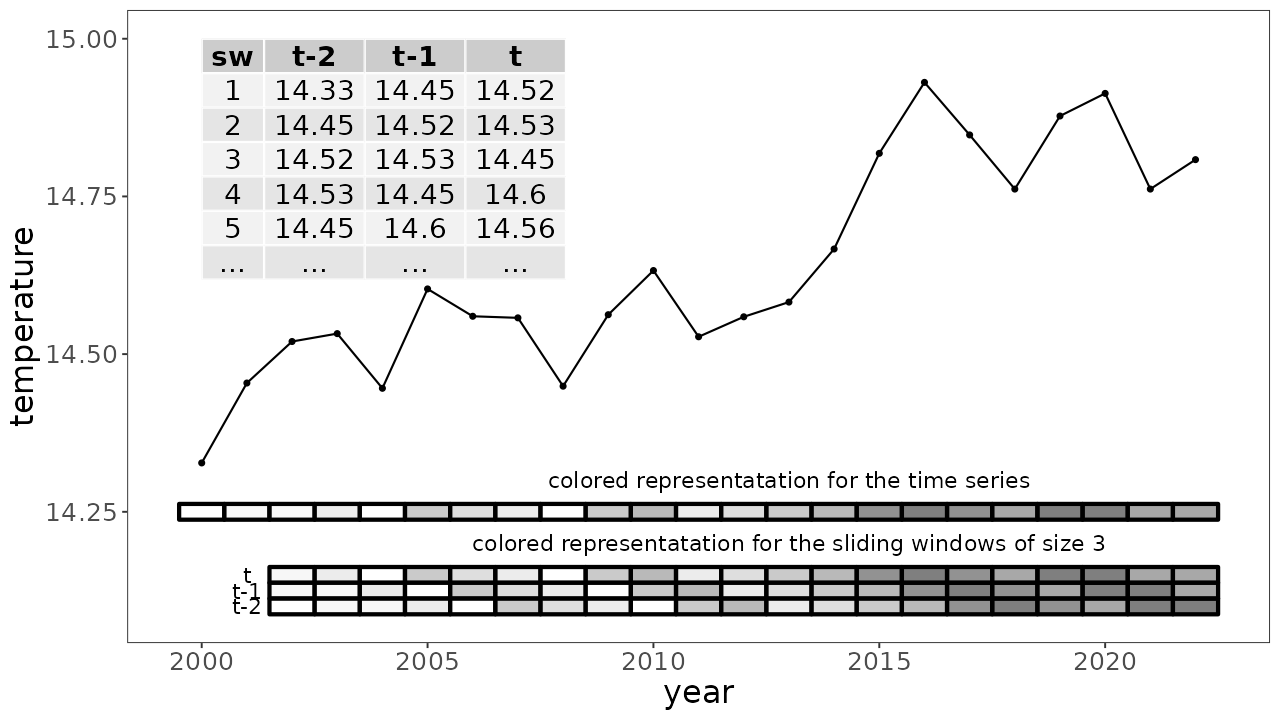 15.00
sw t-2 t-1 t
1 14.33 14.45 14.52
2 14.45 14.52 14.53
3 14.52 14.53 14.45
4 14.53 14.45 14.6
5 14.45 14.6 14.56
... ... ... ...
14.75
14.50
14.25
temperature
colored representatation for the time series
colored representatation for the sliding windows of size 3
t
t-1
t-2
2000 2005 2010 2015 2020
year